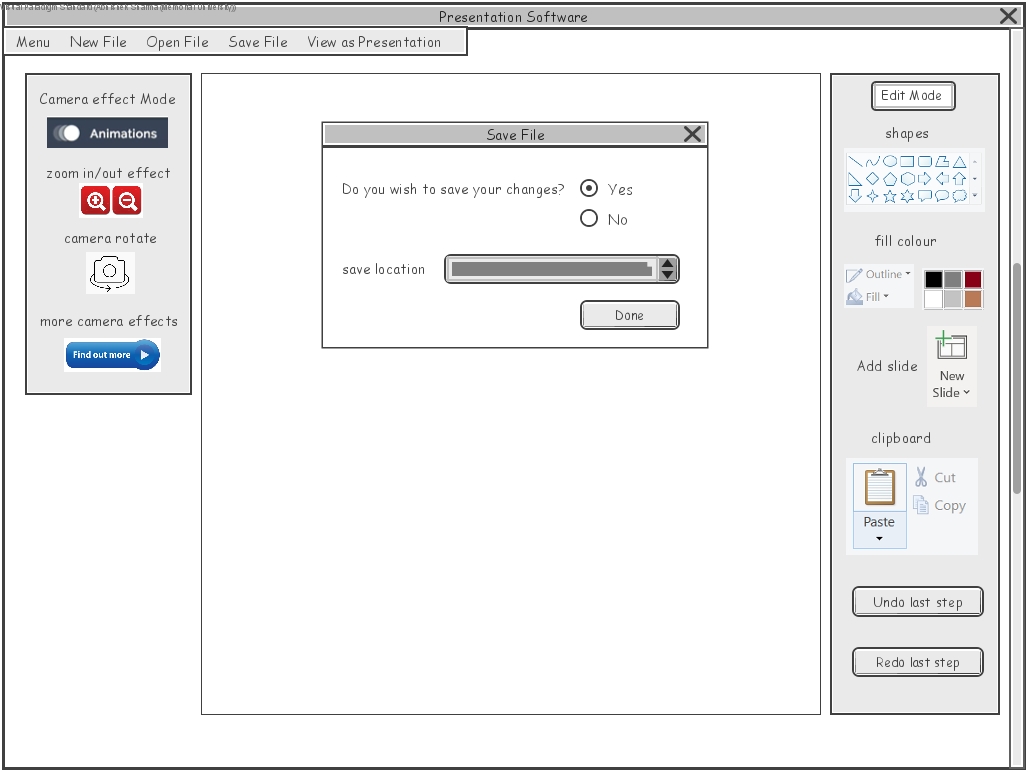 Presentation Software
Menu New File Open File Save File View as Presentation
Camera effect Mode
Animations
zoom in/out effect
camera rotate
more camera effects
Find out more
Save File
Do you wish to save your changes? Yes
No
save location
Done
Edit Mode
shapes
fill colour
Outline
Fill
Add slide
New
Slide
clipboard
Cut
Copy
Paste
Undo last step
Redo last step